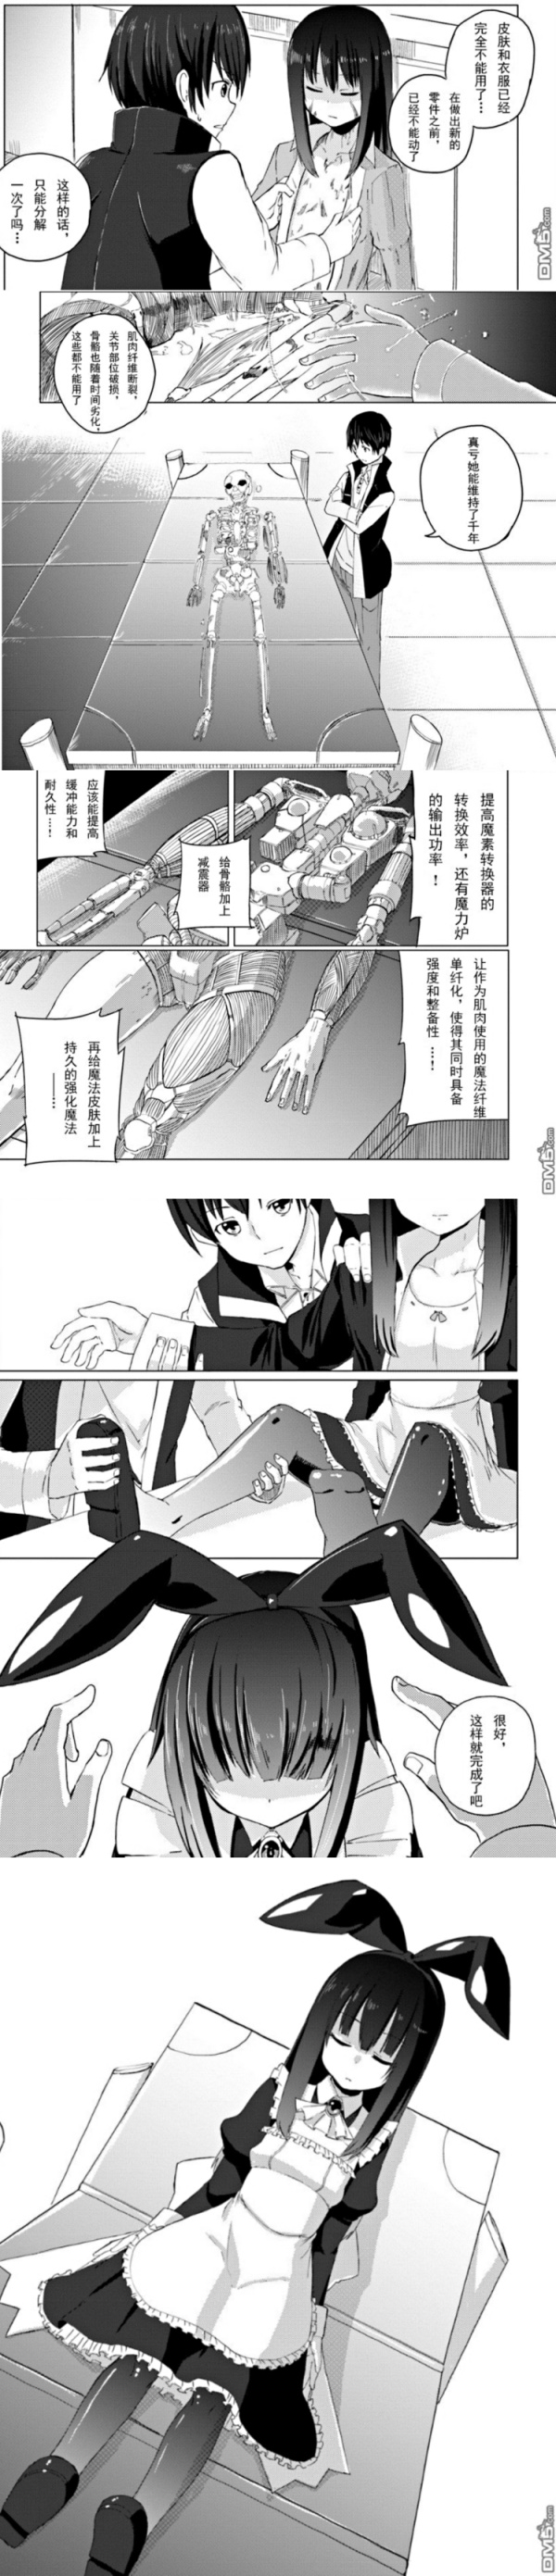 皮肤和衣服已经
完全不能用了…
在做出新的
零件之前，
已经不能动了
这样的话，
只能分解
一次了吗…
肌肉纤维断裂，
关节部位破损，
骨骼也随着时间劣化，
这些都不能用了
真亏她能维持了千年
提高魔素转换器的
转换效率，还有魔力炉
的输出功率！
给骨骼加上
减震器
应该能提高
缓冲能力和
耐久性…！
让作为肌肉使用的魔法纤维
单纤化，使得其同时具备
强度和整备性…！
再给魔法皮肤加上
持久的强化魔法
———…
很好，
这样就完成了吧
DM5.com
DM5.com
DM5.com